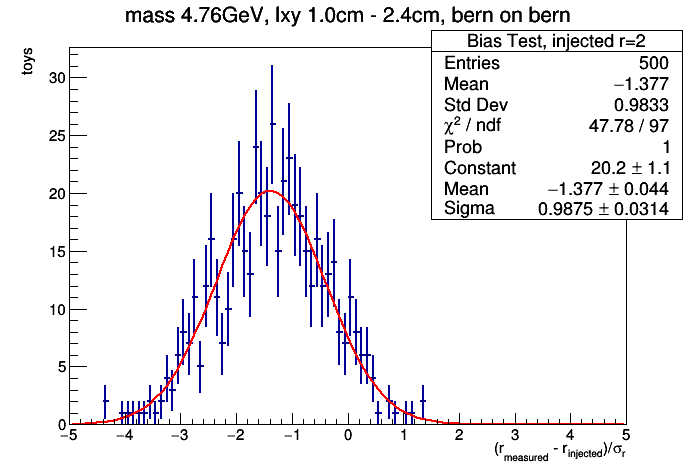 mass 4.76GeV, lxy 1.0cm - 2.4cm, bern on bern
Bias Test, injected r=2
Entries 500
Mean −1.377
Std Dev 0.9833
χ² / ndf 47.78 / 97
Prob 1
Constant 20.2 ± 1.1
Mean −1.377 ± 0.044
Sigma 0.9875 ± 0.0314
toys
30
25
20
15
10
5
0
−5 −4 −3 −2 −1 0 1 2 3 4 5
(r_measured - r_injected)/σ_r